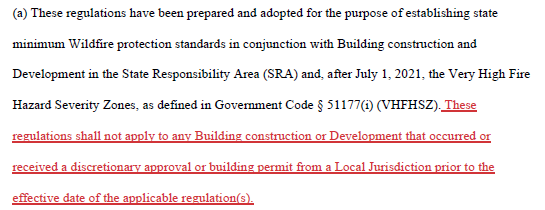 (a) These regulations have been prepared and adopted for the purpose of establishing state
minimum Wildfire protection standards in conjunction with Building construction and
Development in the State Responsibility Area (SRA) and, after July 1, 2021, the Very High Fire
Hazard Severity Zones, as defined in Government Code § 51177(i) (VHFHSZ). These
regulations shall not apply to any Building construction or Development that occurred or
received a discretionary approval or building permit from a Local Jurisdiction prior to the
effective date of the applicable regulation(s).